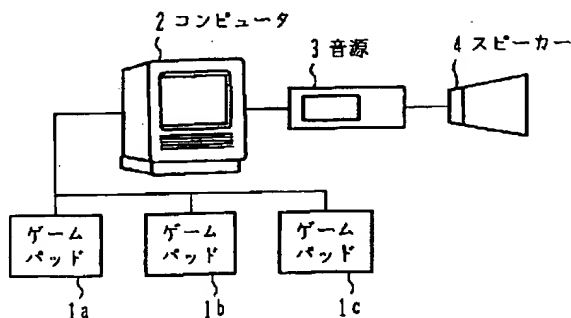 2 コンピュータ
3 音源
4 スピーカー
ゲーム
パッド
ゲーム
パッド
ゲーム
パッド
1a
1b
1c